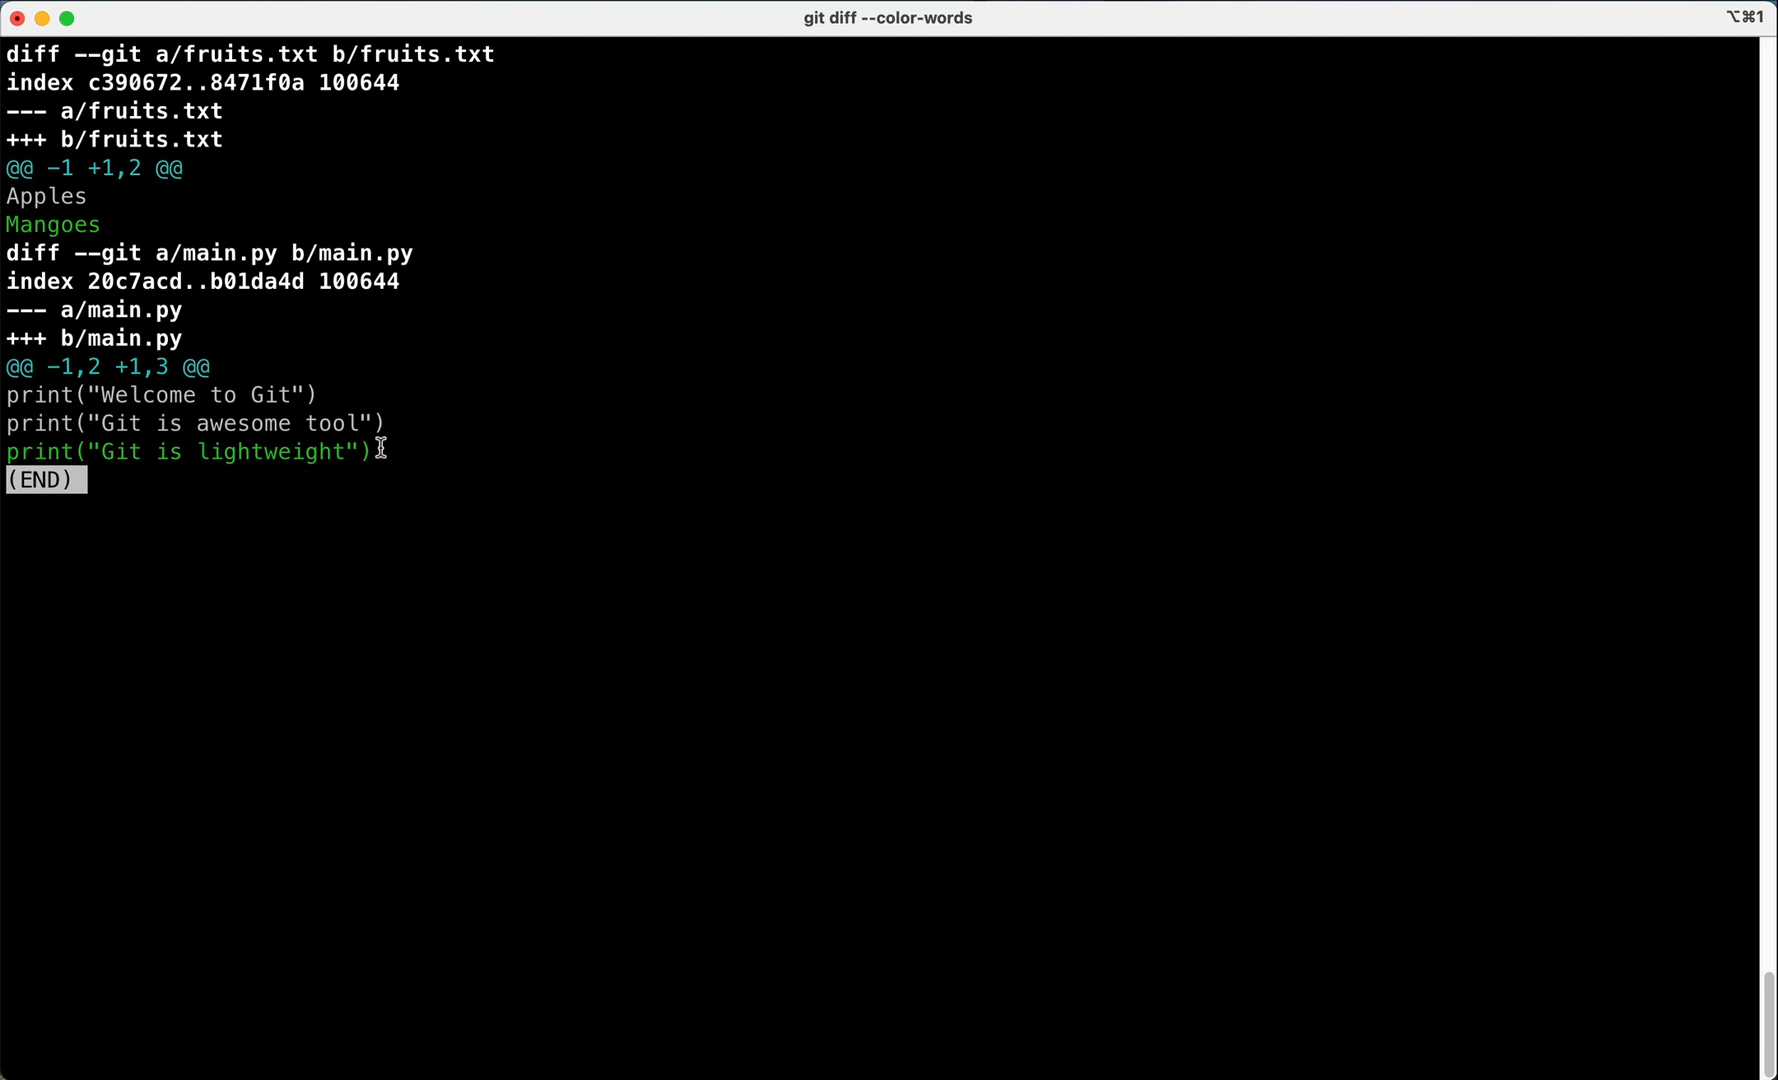 git diff --color-words
⌥⌘1
diff --git a/fruits.txt b/fruits.txt
index c390672..8471f0a 100644
--- a/fruits.txt
+++ b/fruits.txt
@@ -1 +1,2 @@
Apples
Mangoes
diff --git a/main.py b/main.py
index 20c7acd..b01da4d 100644
--- a/main.py
+++ b/main.py
@@ -1,2 +1,3 @@
print("Welcome to Git")
print("Git is awesome tool")
print("Git is lightweight")
(END)